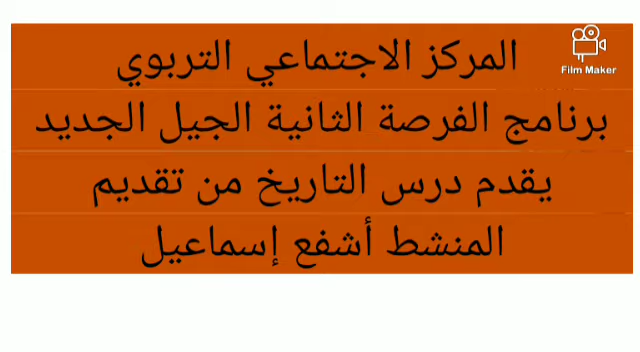 المركز الاجتماعي التربوي
Film Maker
برنامج الفرصة الثانية الجيل الجديد
يقدم درس التاريخ من تقديم
المنشط أشفع إسماعيل